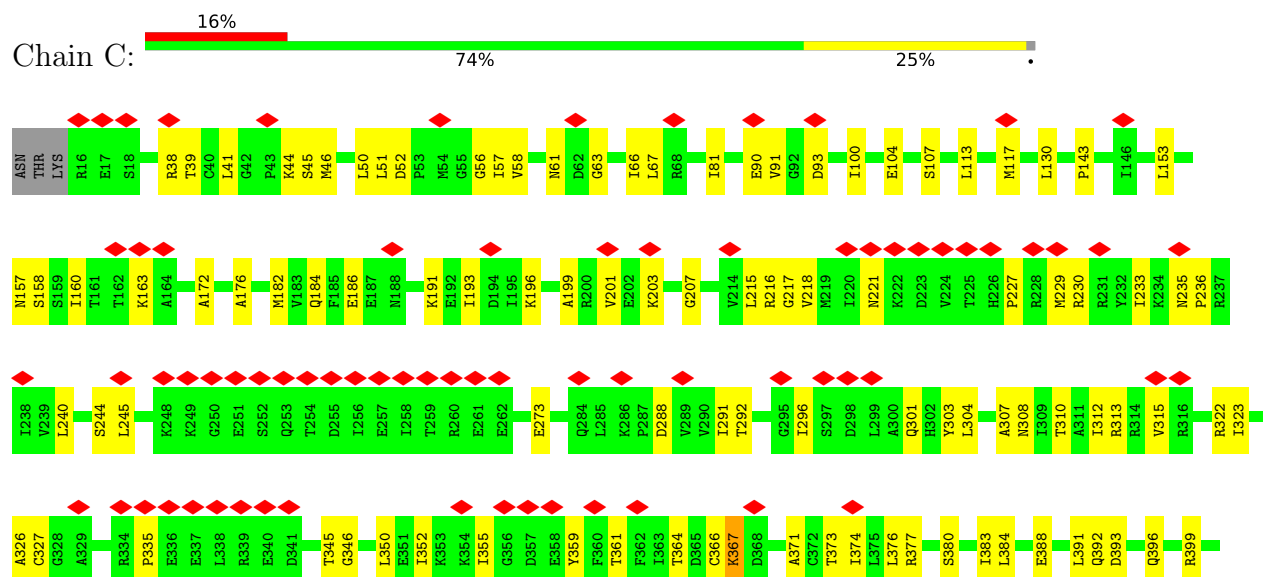 16%
Chain C:
74% 25% •
ASN THR LYS R16 E17 S18 R38 T39 C40 L41 G42 P43 K44 S45 M46 L50 L51 D52 P53 M54 G55 G56 I57 V58 N61 D62 G63 I66 L67 R68 I81 E90 V91 G92 D93 I100 E104 S107 L113 M117 L130 P143 I146 L153
N157 S158 S159 I160 T161 T162 K163 A164 A172 A176 M182 V183 Q184 F185 E186 E187 N188 K191 E192 I193 D194 I195 K196 A199 R200 V201 E202 K203 G207 V214 L215 R216 G217 V218 M219 I220 N221 K222 D223 V224 T225 H226 P227 R228 M229 R230 R231 Y232 I233 K234 N235 P236 R237
I238 V239 L240 S244 L245 K248 K249 G250 E251 S252 Q253 T254 D255 I256 E257 I258 T259 R260 E261 E262 E273 Q284 L285 K286 P287 D288 V289 V290 I291 T292 G295 I296 S297 D298 L299 A300 Q301 H302 Y303 L304 A307 N308 I309 T310 A311 I312 R313 R314 V315 R316 R322 I323
A326 C327 G328 A329 R334 P335 E336 E337 L338 R339 E340 D341 T345 G346 L350 E351 I352 K353 K354 I355 G356 D357 E358 Y359 F360 T361 F362 I363 T364 D365 C366 K367 D368 A371 C372 T373 I374 L375 L376 R377 S380 I383 L384 E388 L391 Q392 D393 Q396 R399